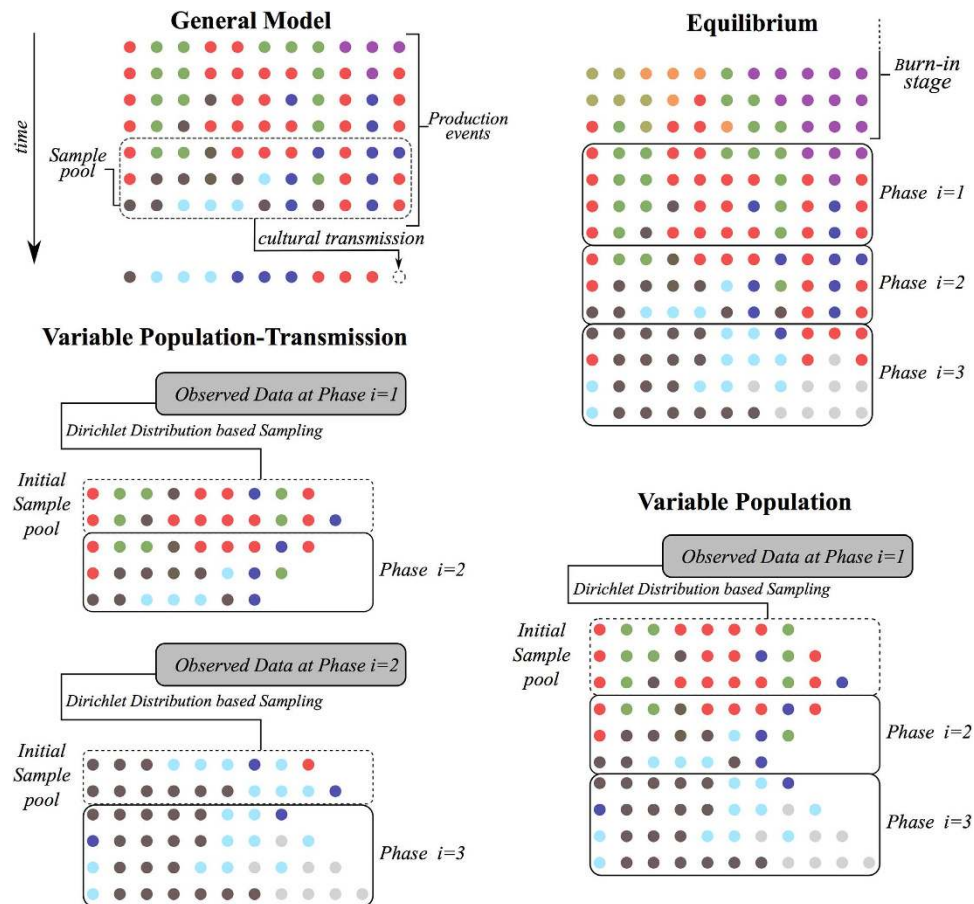 General Model
time
Sample
pool
Production
events
cultural transmission
Equilibrium
Burn-in
stage
Phase i=1
Phase i=2
Phase i=3
Variable Population-Transmission
Observed Data at Phase i=1
Dirichlet Distribution based Sampling
Initial
Sample
pool
Phase i=2
Observed Data at Phase i=2
Dirichlet Distribution based Sampling
Initial
Sample
pool
Phase i=3
Variable Population
Observed Data at Phase i=1
Dirichlet Distribution based Sampling
Initial
Sample
pool
Phase i=2
Phase i=3